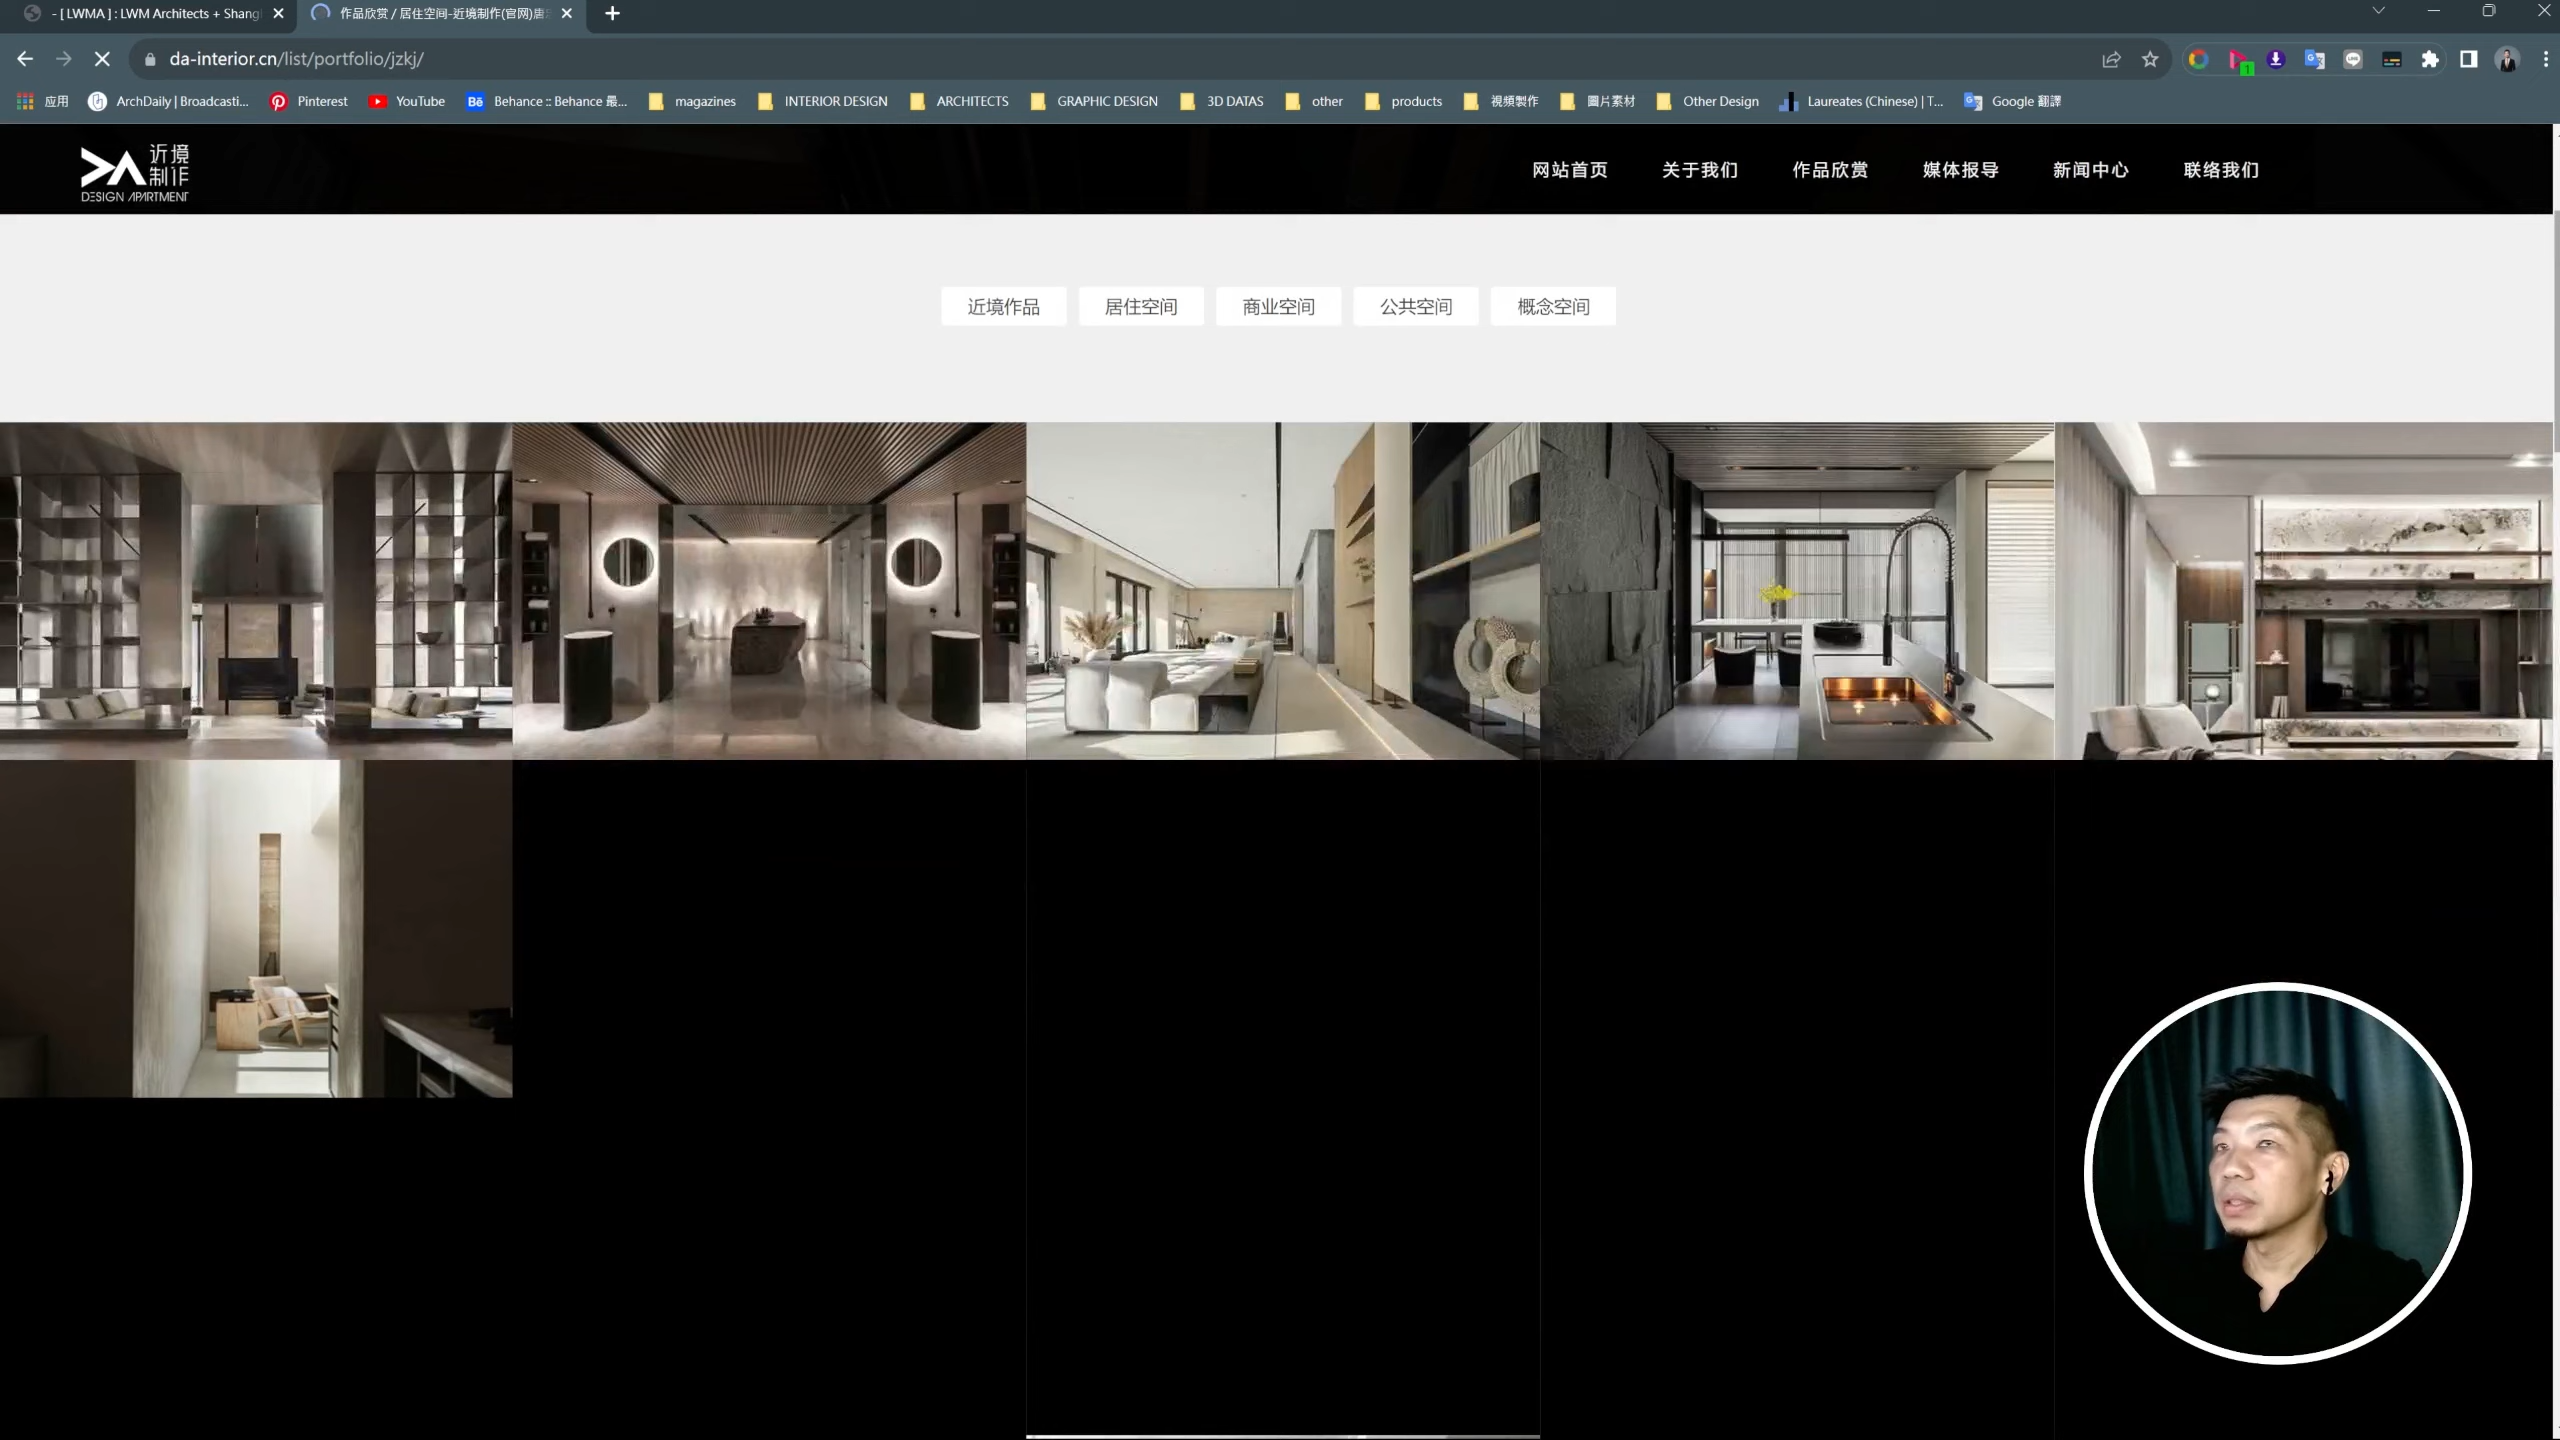 - [ LWMA ] : LWM Architects + Shang
作品欣赏 / 居住空间-近境制作(官网)唐
da-interior.cn/list/portfolio/jzkj/
应用
ArchDaily | Broadcasti...
Pinterest
YouTube
Behance :: Behance 最...
magazines
INTERIOR DESIGN
ARCHITECTS
GRAPHIC DESIGN
3D DATAS
other
products
視頻製作
圖片素材
Other Design
Laureates (Chinese) | T...
Google 翻譯
近境
制作
DESIGN APARTMENT
网站首页
关于我们
作品欣赏
媒体报导
新闻中心
联络我们
近境作品
居住空间
商业空间
公共空间
概念空间